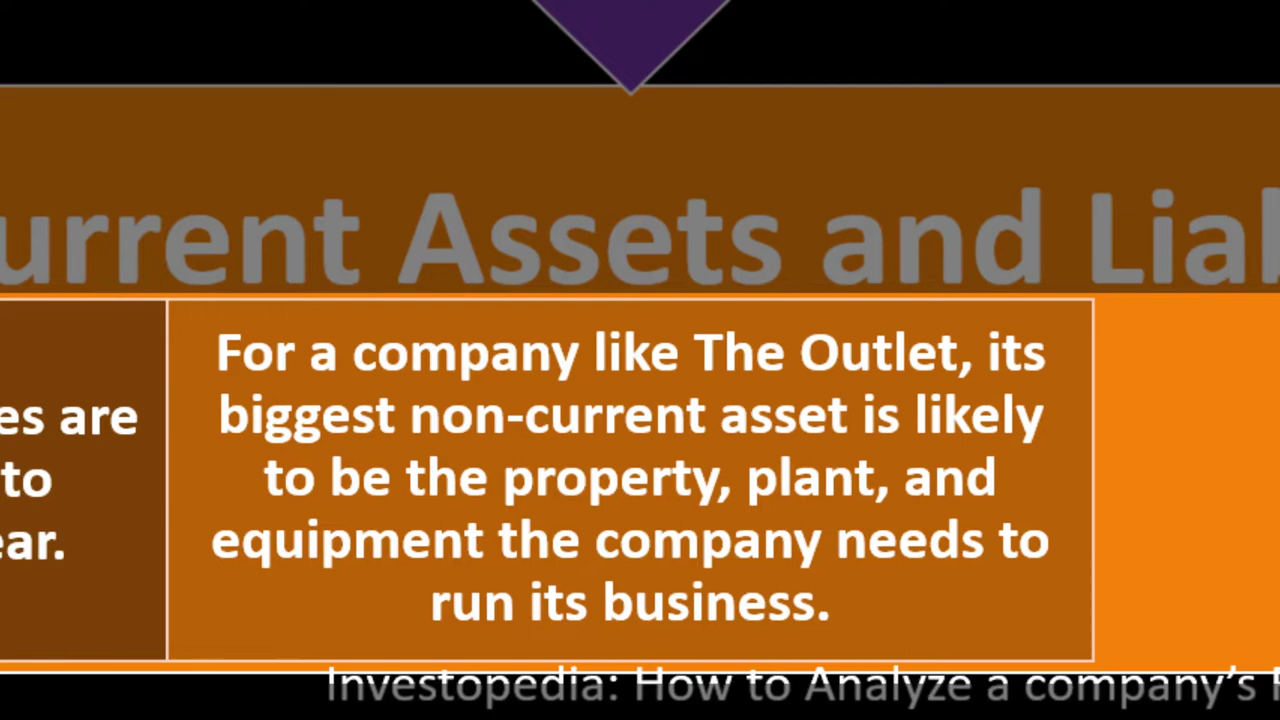 urrent Assets and Lia
es are
to
ear.
For a company like The Outlet, its
biggest non-current asset is likely
to be the property, plant, and
equipment the company needs to
run its business.
Investopedia: How to Analyze a company's